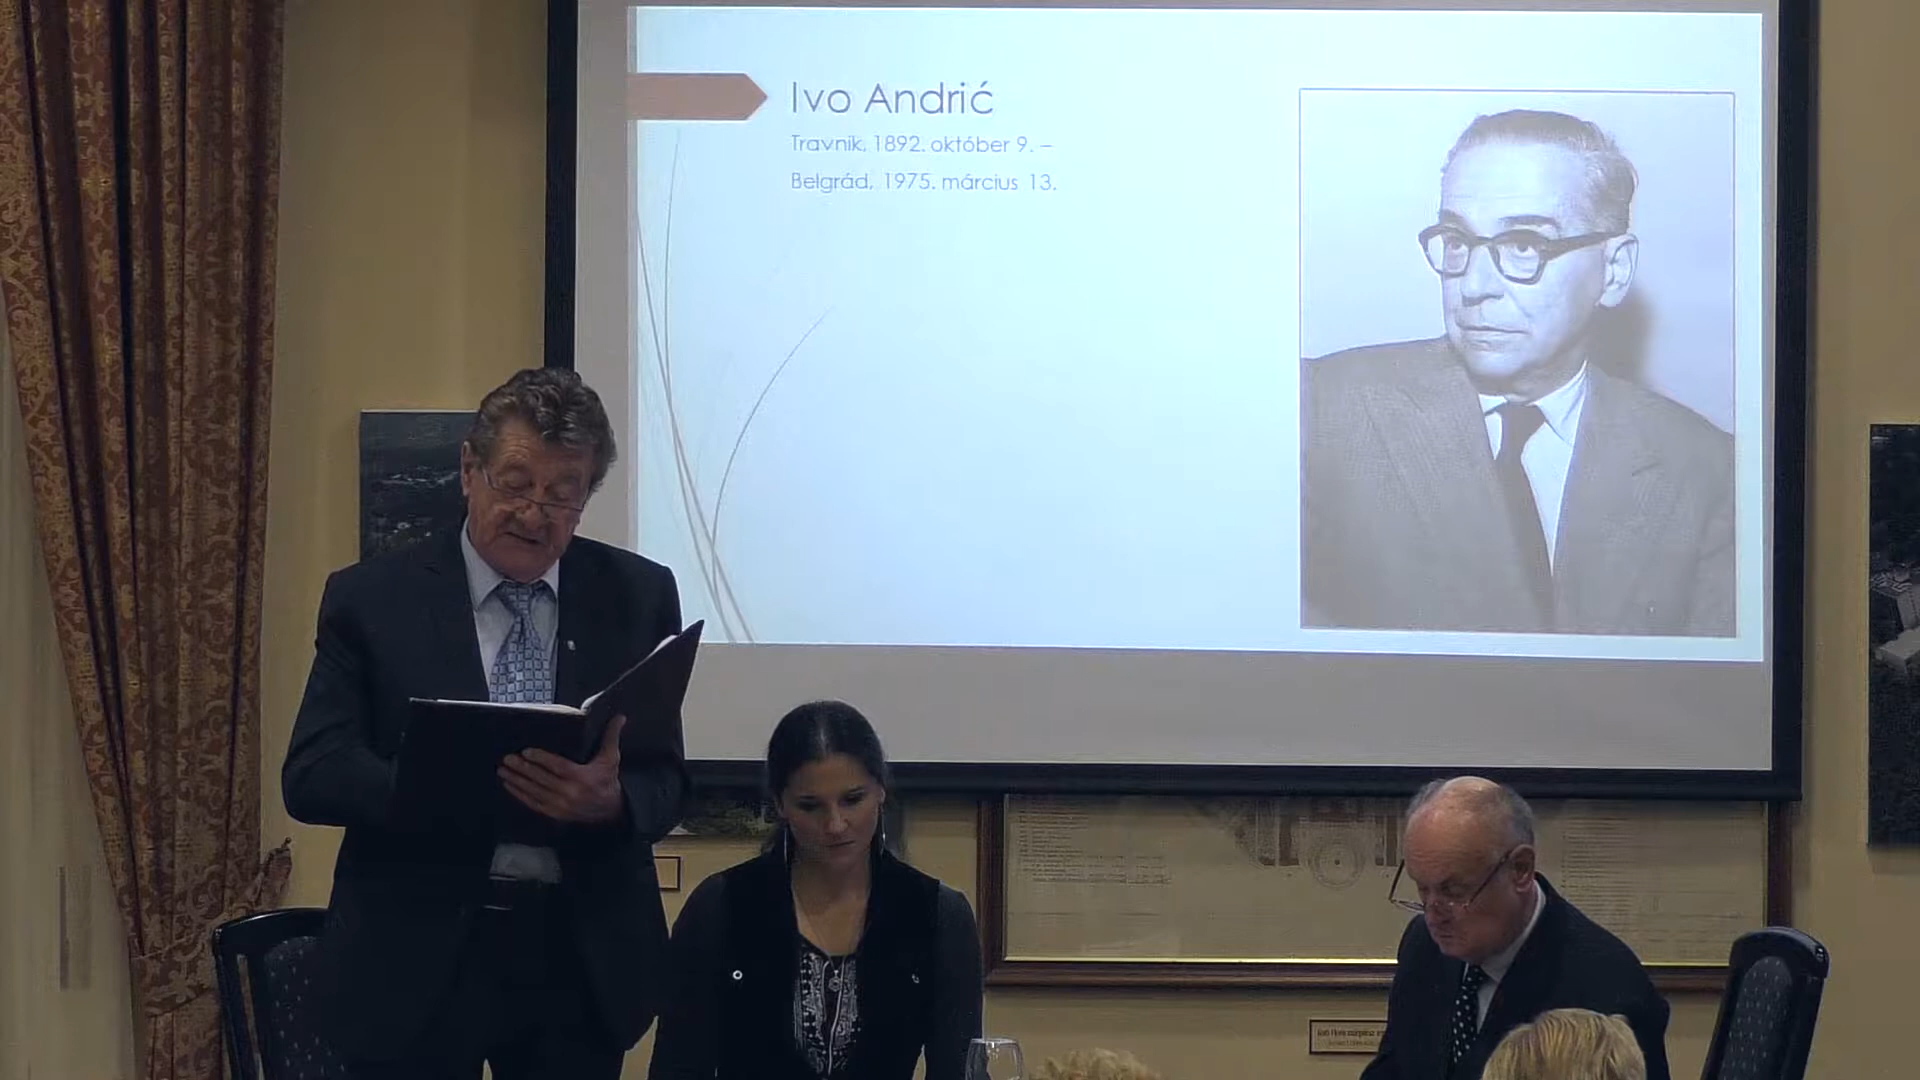 Ivo Andrić
Travnik, 1892. október 9. –
Belgrád, 1975. március 13.